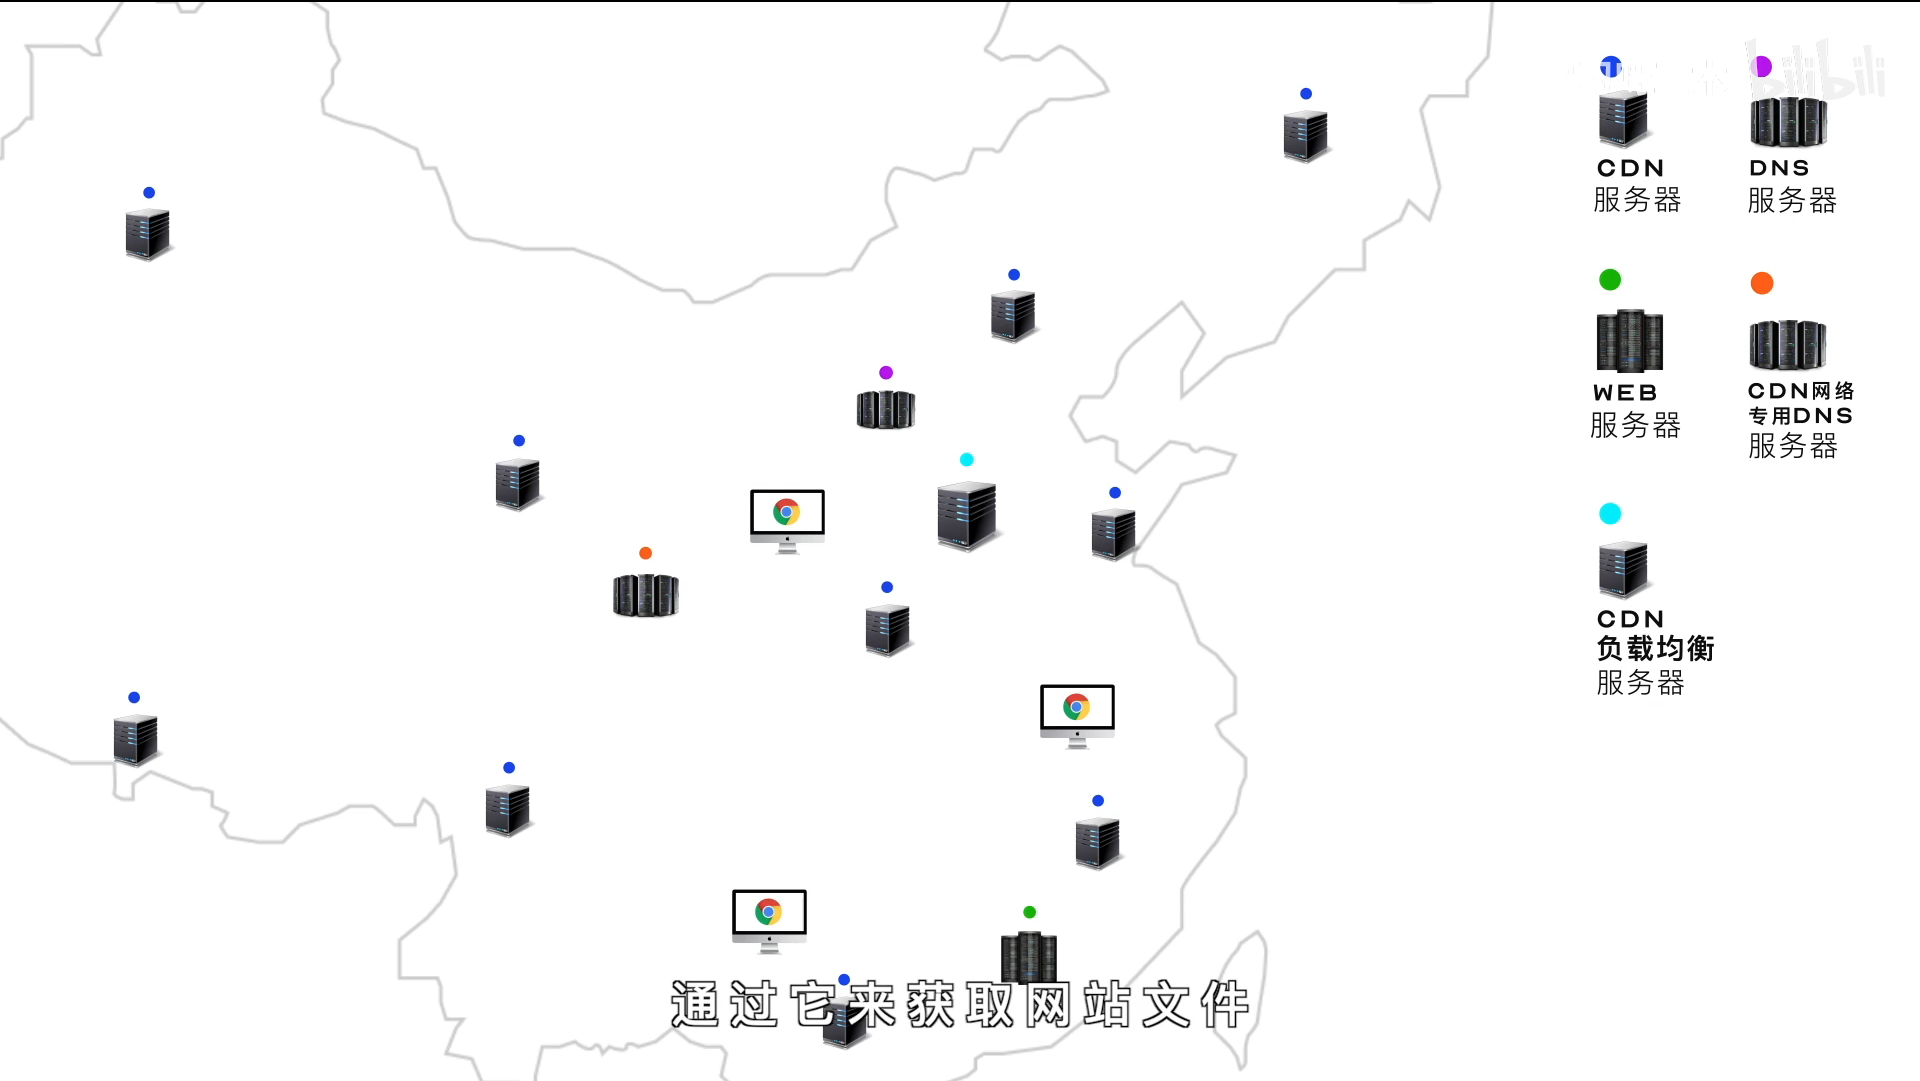 bilibili
CDN
服务器
DNS
服务器
WEB
服务器
CDN网络
专用DNS
服务器
CDN
负载均衡
服务器
通过它来获取网站文件